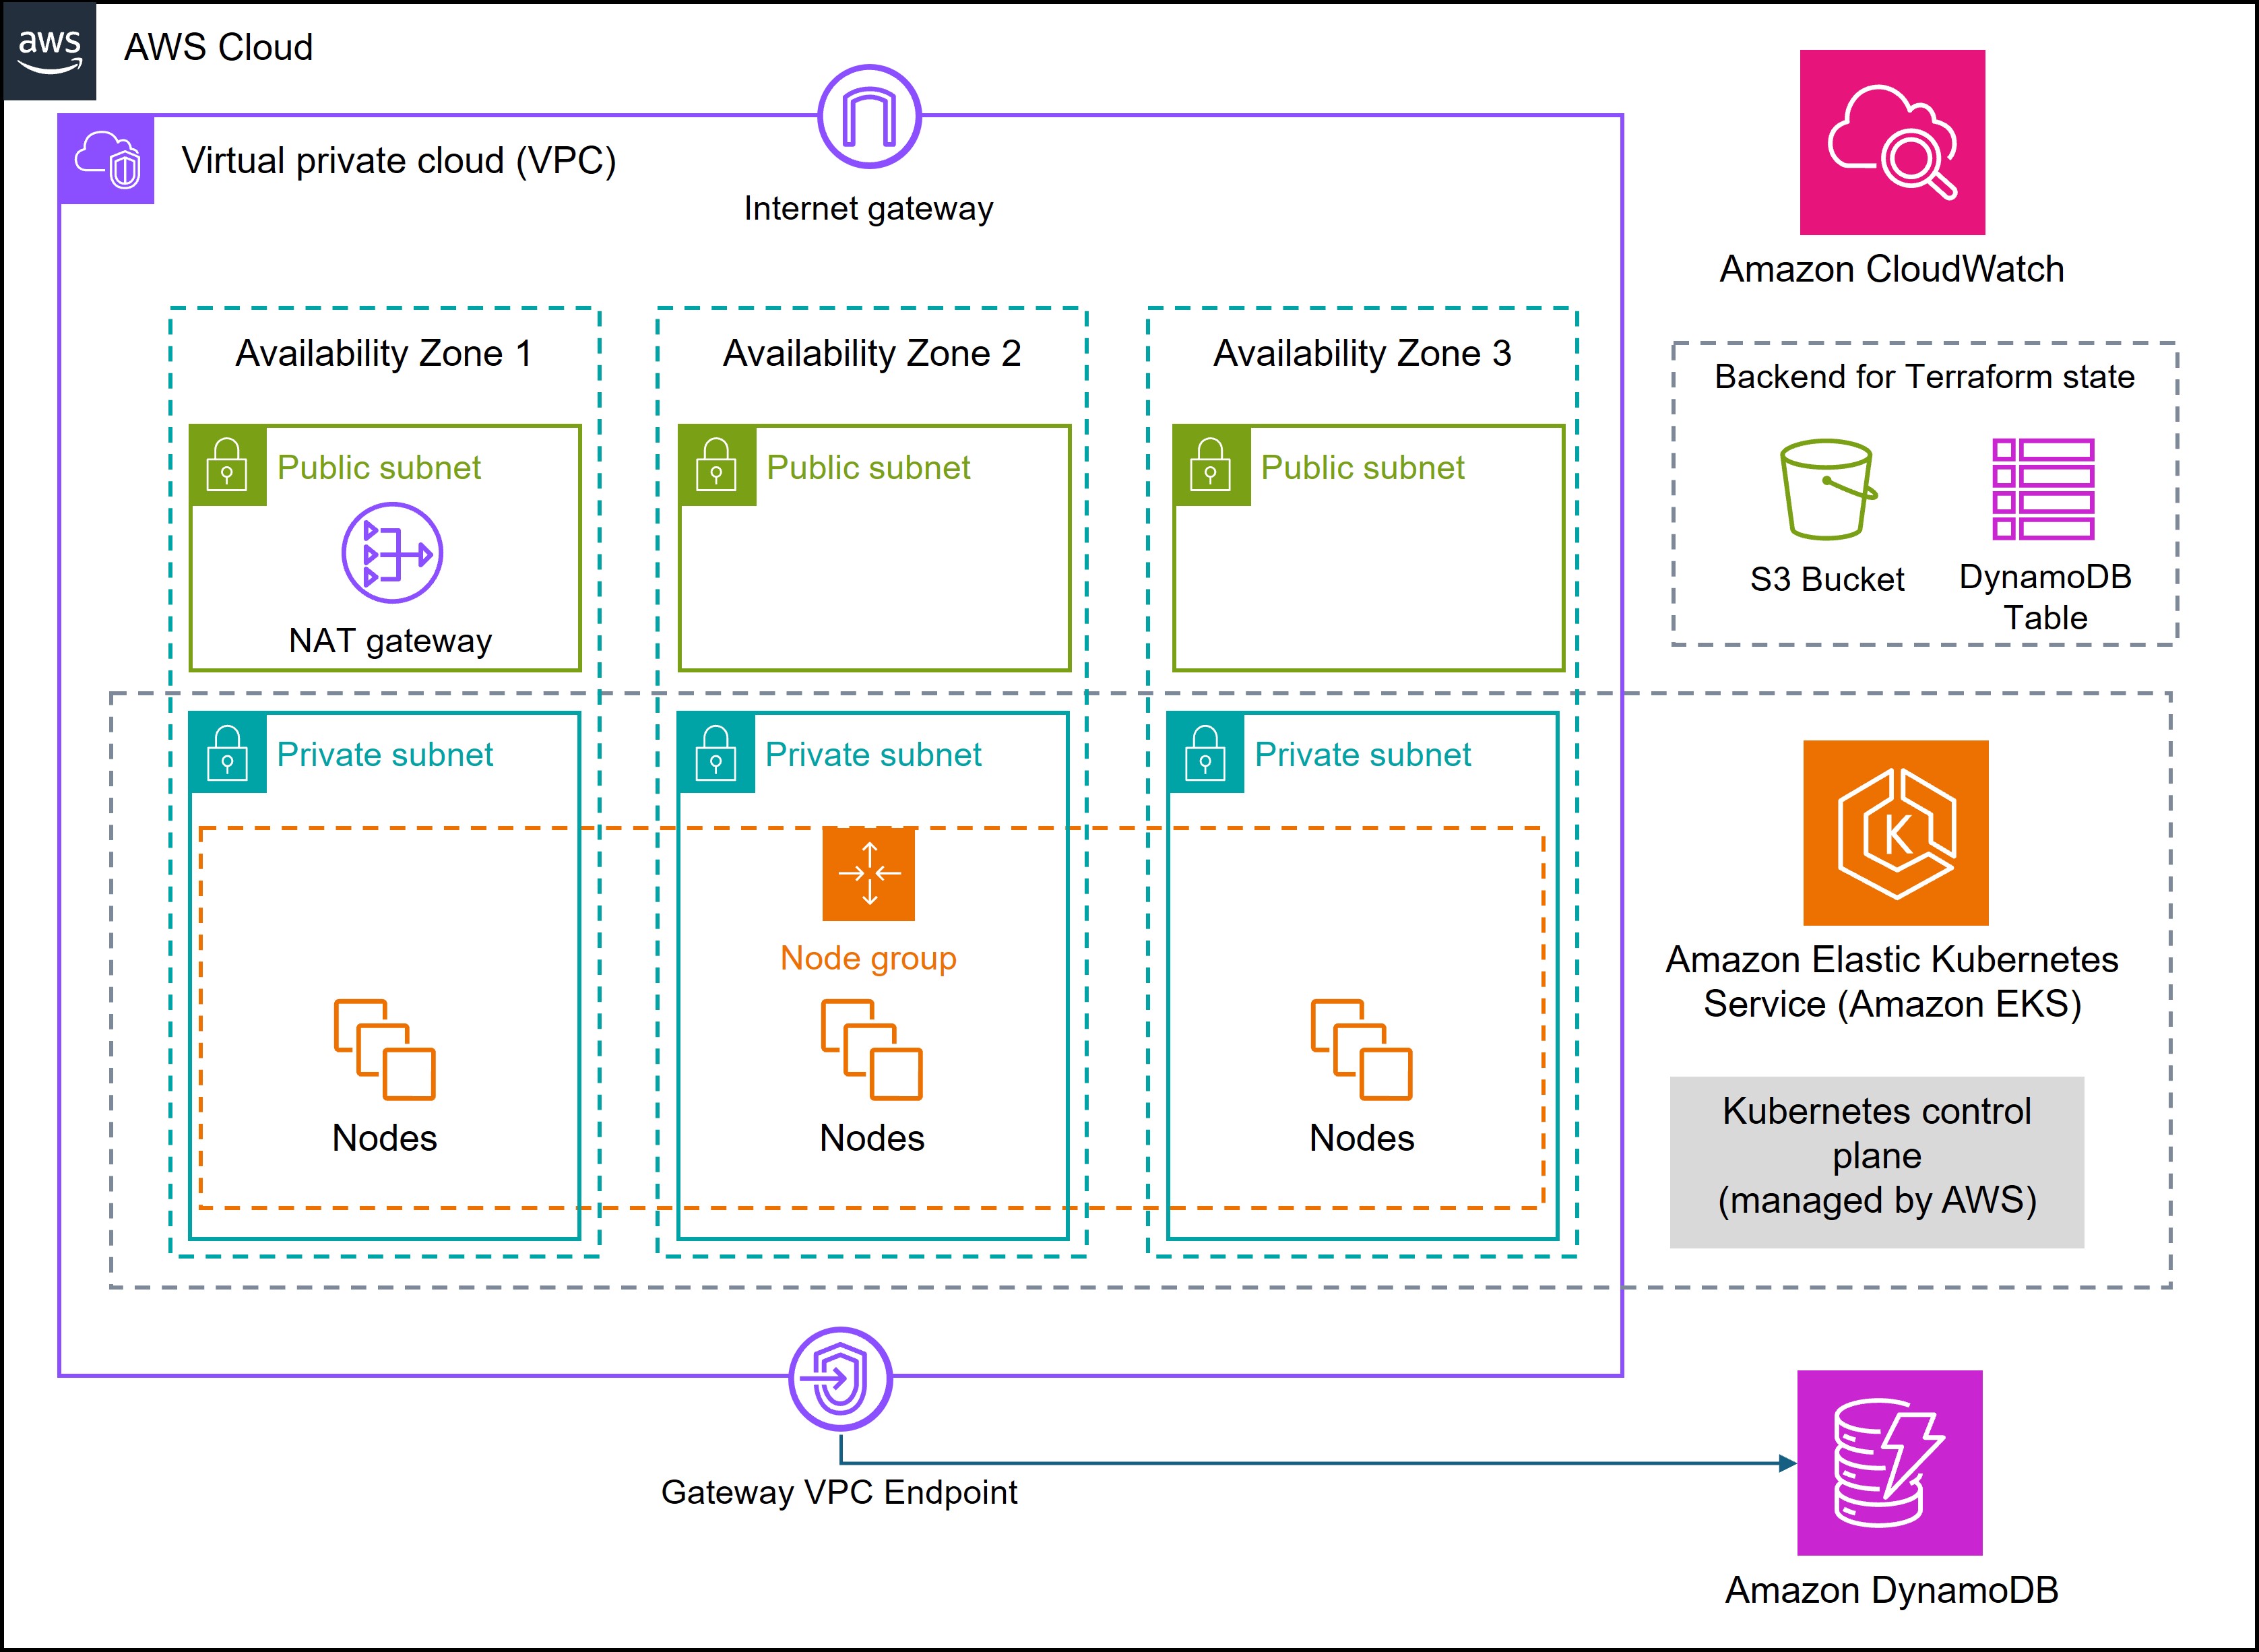 aws
AWS Cloud
Virtual private cloud (VPC)
Internet gateway
Amazon CloudWatch
Availability Zone 1
Availability Zone 2
Availability Zone 3
Backend for Terraform state
S3 Bucket
DynamoDB
Table
Public subnet
Public subnet
Public subnet
NAT gateway
Private subnet
Private subnet
Private subnet
Node group
Nodes
Nodes
Nodes
K
Amazon Elastic Kubernetes
Service (Amazon EKS)
Kubernetes control
plane
(managed by AWS)
Gateway VPC Endpoint
Amazon DynamoDB